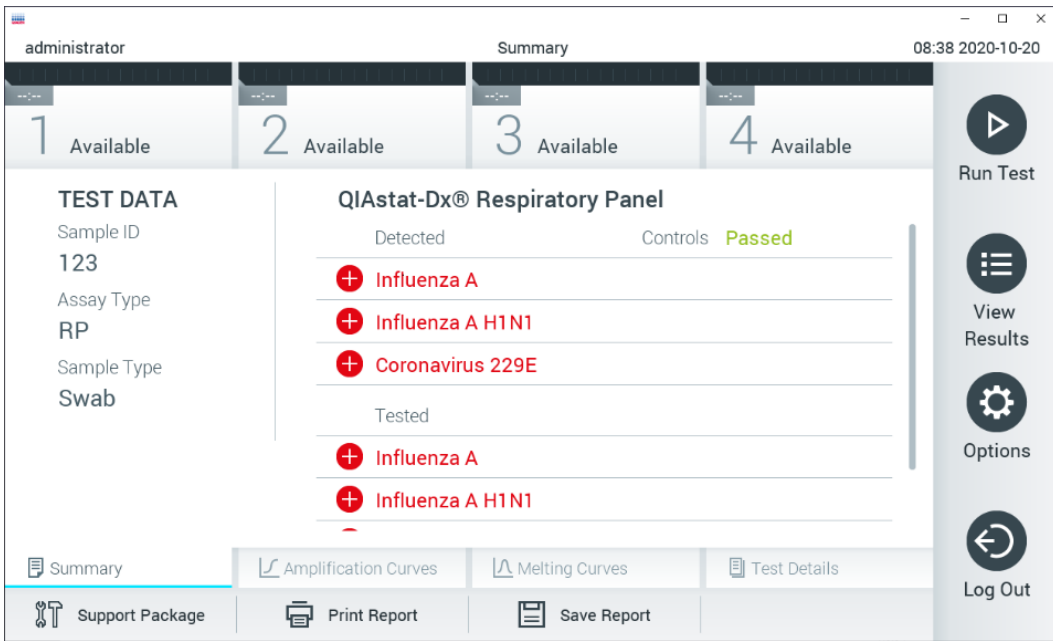 administrator Summary 08:38 2020-10-20
--:-- --:-- --:-- --:--
1 Available 2 Available 3 Available 4 Available
Run Test
TEST DATA QIAstat-Dx® Respiratory Panel
Sample ID Detected Controls Passed
123
Influenza A
Assay Type
RP Influenza A H1N1
View
Results
Sample Type Coronavirus 229E
Swab
Tested
Options
Influenza A
Influenza A H1N1
Summary Amplification Curves Melting Curves Test Details
Log Out
Support Package Print Report Save Report